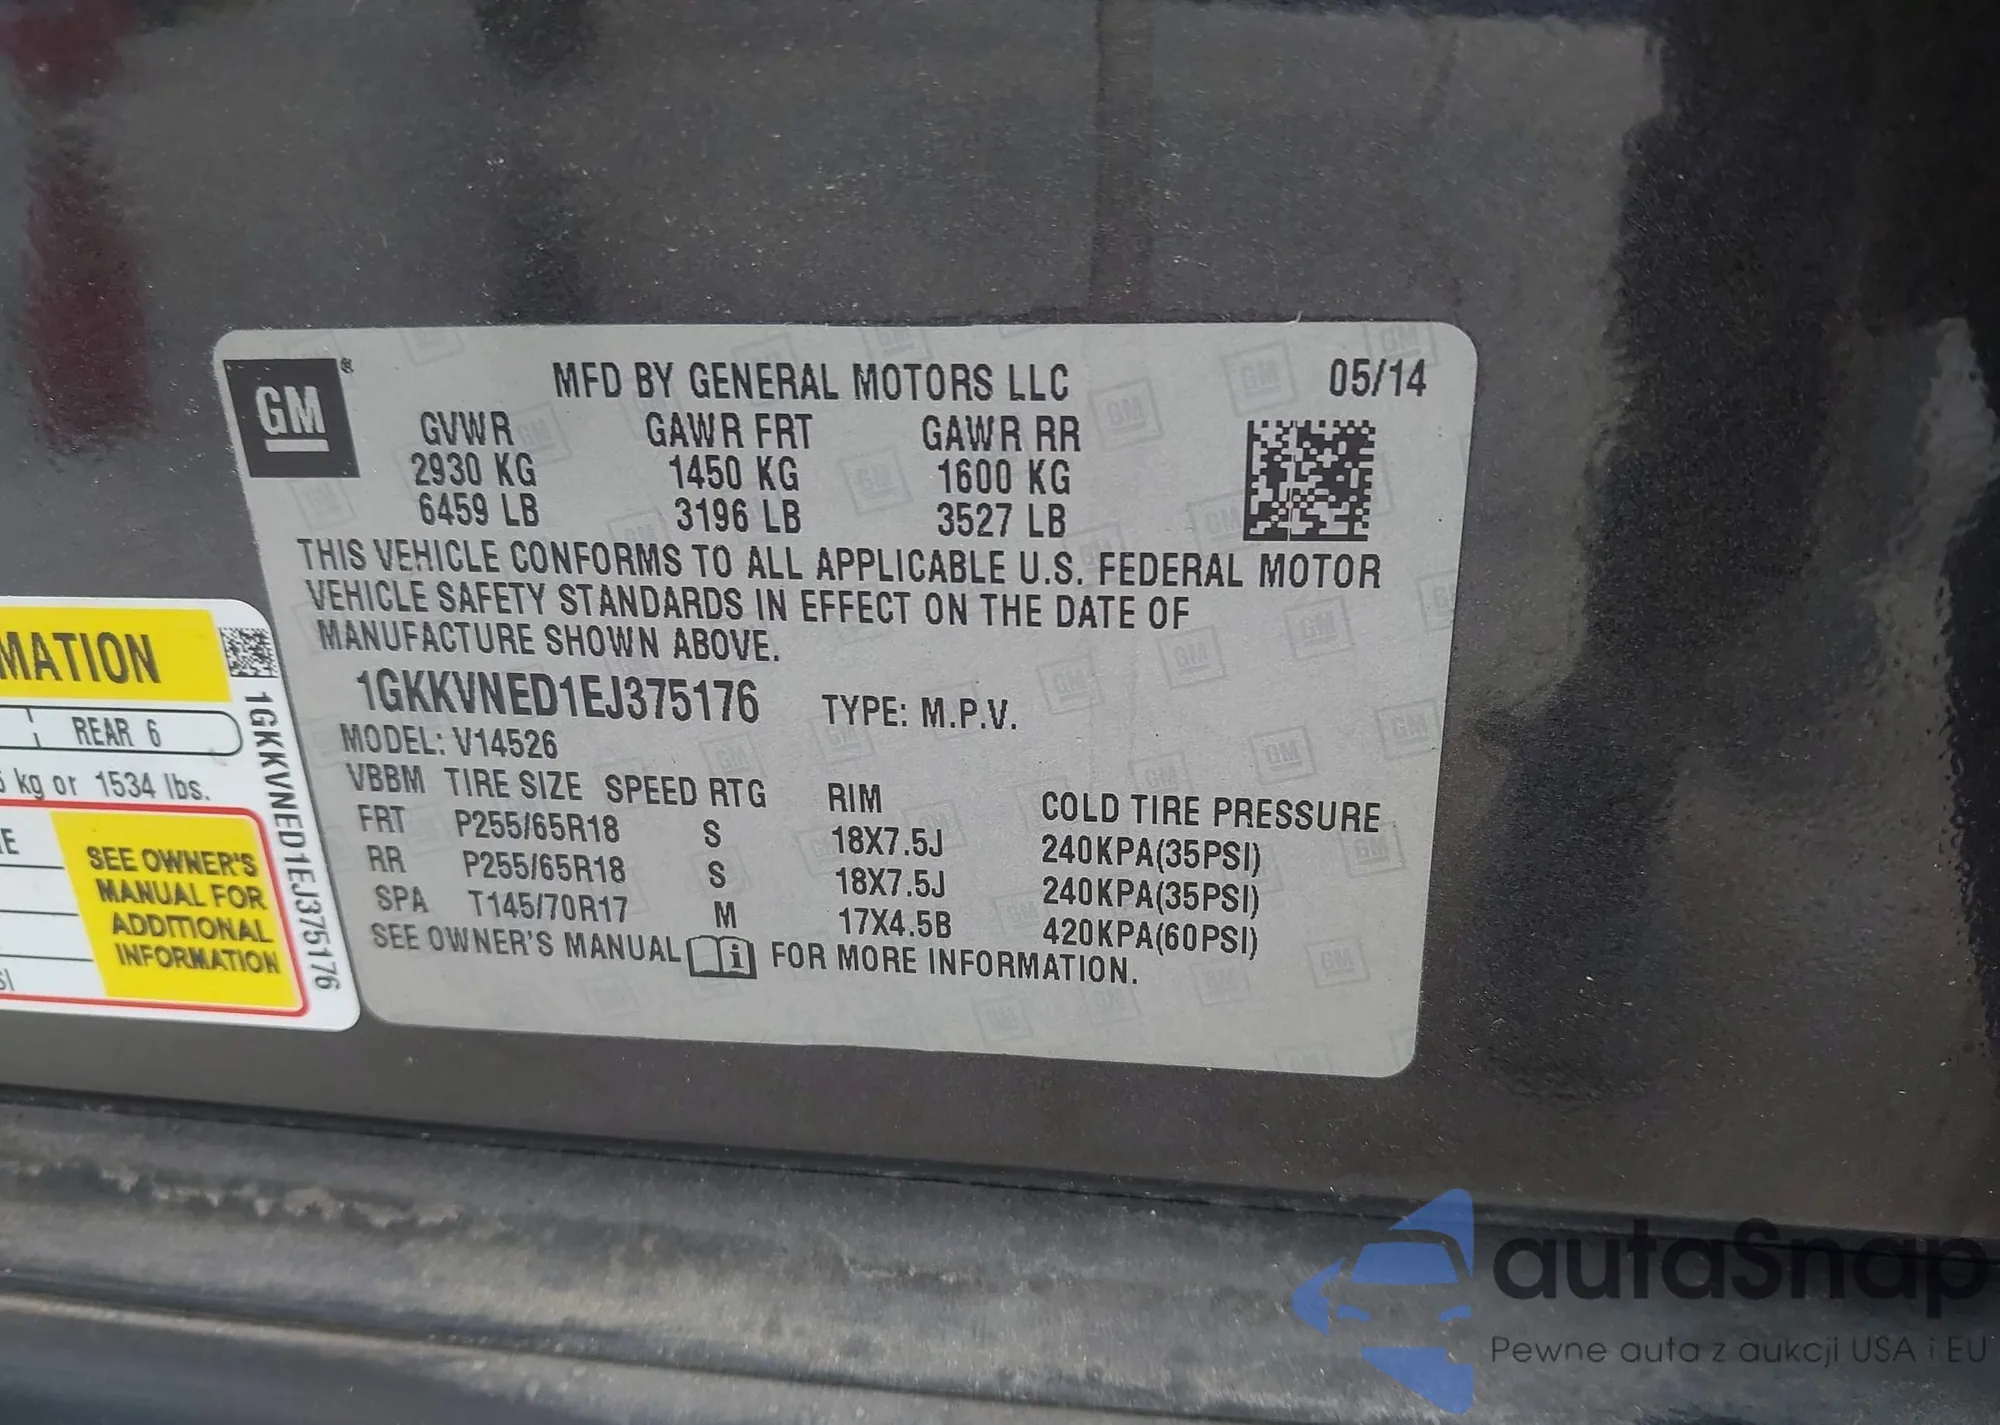 GM ®
MFD BY GENERAL MOTORS LLC 05/14
GVWR GAWR FRT GAWR RR
2930 KG 1450 KG 1600 KG
6459 LB 3196 LB 3527 LB
THIS VEHICLE CONFORMS TO ALL APPLICABLE U.S. FEDERAL MOTOR
VEHICLE SAFETY STANDARDS IN EFFECT ON THE DATE OF
MANUFACTURE SHOWN ABOVE.
1GKKVNED1EJ375176 TYPE: M.P.V.
MODEL: V14526
VBBM TIRE SIZE SPEED RTG RIM COLD TIRE PRESSURE
FRT P255/65R18 S 18X7.5J 240KPA(35PSI)
RR P255/65R18 S 18X7.5J 240KPA(35PSI)
SPA T145/70R17 M 17X4.5B 420KPA(60PSI)
SEE OWNER'S MANUAL i FOR MORE INFORMATION.
MATION
REAR 6
kg or 1534 lbs.
E
SEE OWNER'S
MANUAL FOR
ADDITIONAL
INFORMATION
SI
1GKKVNED1EJ375176
autaSnap
Pewne auta z aukcji USA i EU